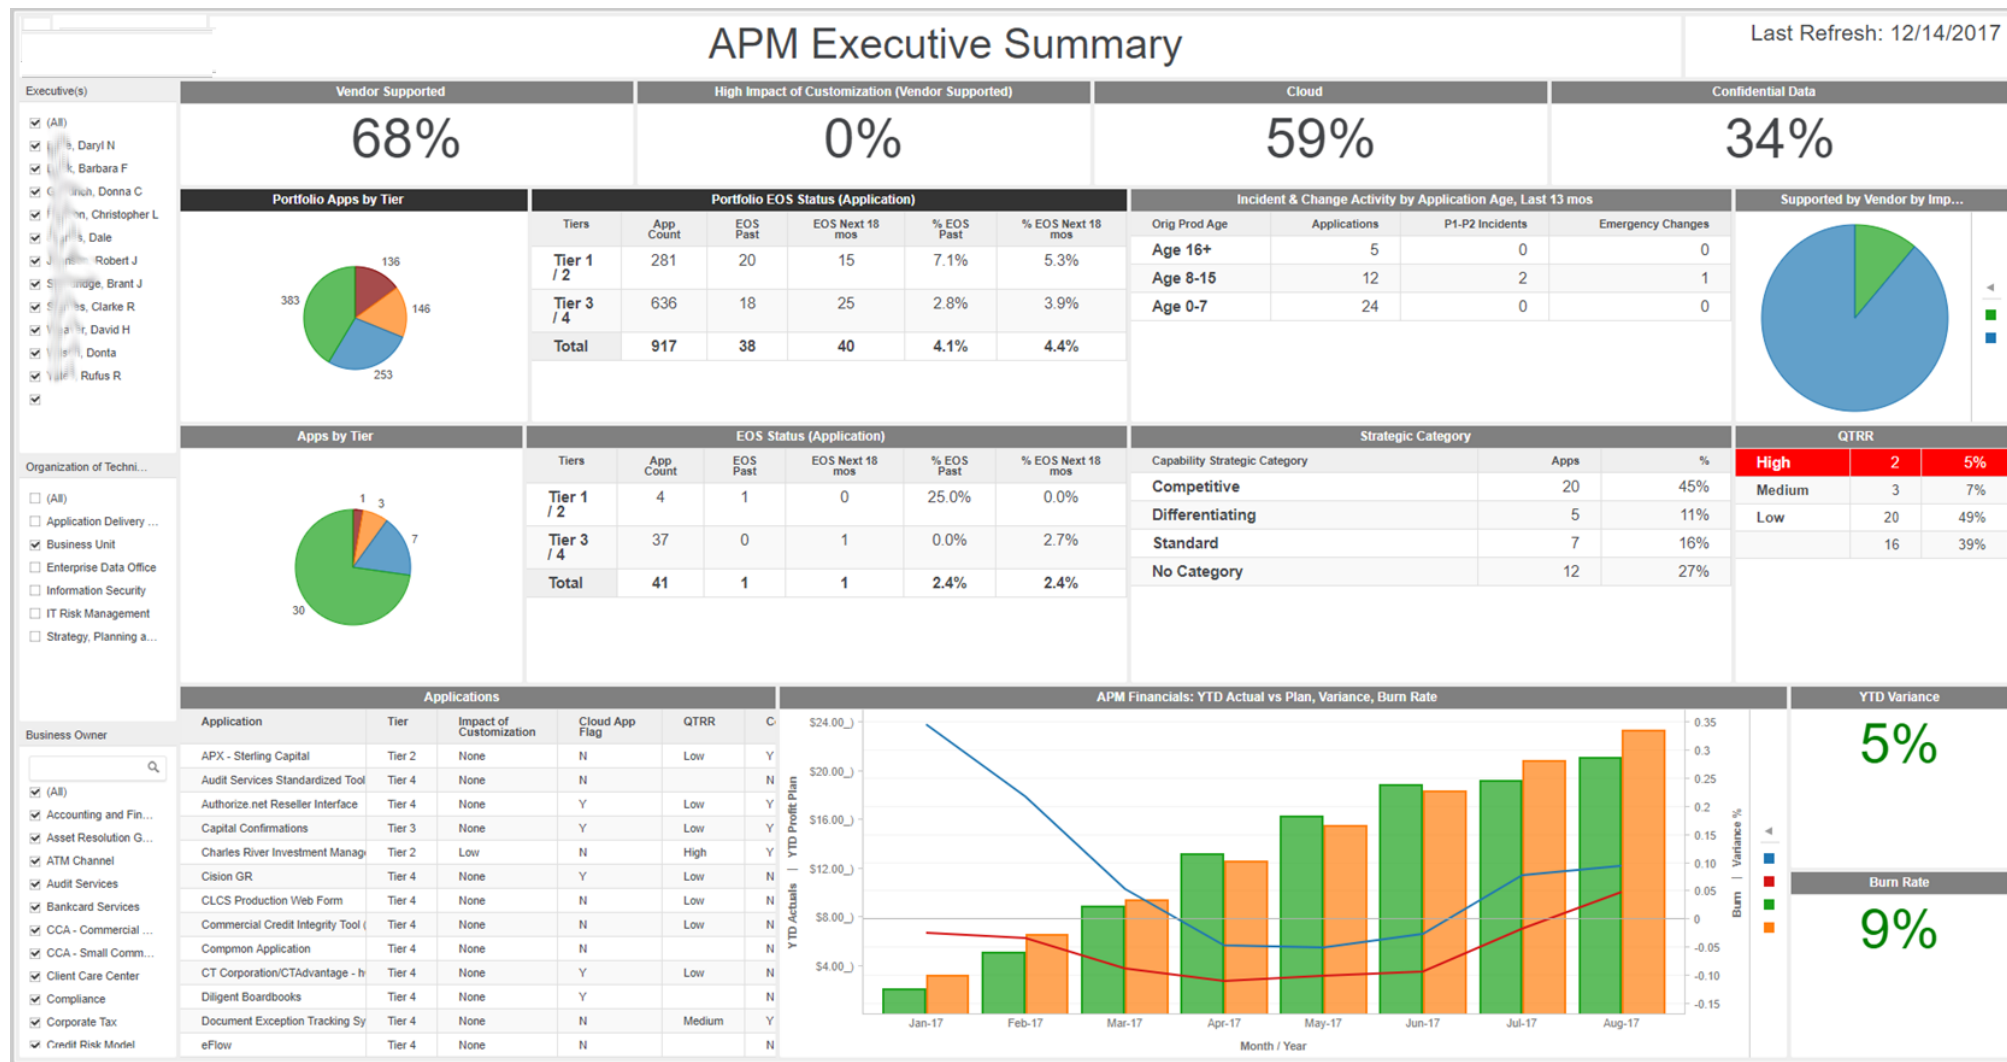 APM Executive Summary
Last Refresh: 12/14/2017
Executive(s)
(All)
Daryl N
Barbara F
Donna C
Christopher L
Dale
Robert J
Brant J
Clarke R
David H
Donta
Rufus R
Organization of Techni...
(All)
Application Delivery ...
Business Unit
Enterprise Data Office
Information Security
IT Risk Management
Strategy, Planning a...
Business Owner
(All)
Accounting and Fin...
Asset Resolution G...
ATM Channel
Audit Services
Bankcard Services
CCA - Commercial ...
CCA - Small Comm...
Client Care Center
Compliance
Corporate Tax
Credit Risk Model
Vendor Supported
68%
High Impact of Customization (Vendor Supported)
0%
Cloud
59%
Confidential Data
34%
Portfolio Apps by Tier
136
146
253
383
Portfolio EOS Status (Application)
Tiers App Count EOS Past EOS Next 18 mos % EOS Past % EOS Next 18 mos
Tier 1 / 2 281 20 15 7.1% 5.3%
Tier 3 / 4 636 18 25 2.8% 3.9%
Total 917 38 40 4.1% 4.4%
Incident & Change Activity by Application Age, Last 13 mos
Orig Prod Age Applications P1-P2 Incidents Emergency Changes
Age 16+ 5 0 0
Age 8-15 12 2 1
Age 0-7 24 0 0
Supported by Vendor by Imp...
Apps by Tier
1
3
7
30
EOS Status (Application)
Tiers App Count EOS Past EOS Next 18 mos % EOS Past % EOS Next 18 mos
Tier 1 / 2 4 1 0 25.0% 0.0%
Tier 3 / 4 37 0 1 0.0% 2.7%
Total 41 1 1 2.4% 2.4%
Strategic Category
Capability Strategic Category Apps %
Competitive 20 45%
Differentiating 5 11%
Standard 7 16%
No Category 12 27%
QTRR
High 2 5%
Medium 3 7%
Low 20 49%
16 39%
Applications
Application Tier Impact of Customization Cloud App Flag QTRR C
APX - Sterling Capital Tier 2 None N Low Y
Audit Services Standardized Tool Tier 4 None N N
Authorize.net Reseller Interface Tier 4 None Y Low Y
Capital Confirmations Tier 3 None Y Low Y
Charles River Investment Manag Tier 2 Low N High Y
Cision GR Tier 4 None Y Low N
CLCS Production Web Form Tier 4 None N Low N
Commercial Credit Integrity Tool ( Tier 4 None N Low N
Compmon Application Tier 4 None N N
CT Corporation/CTAdvantage - h Tier 4 None Y Low N
Diligent Boardbooks Tier 4 None Y N
Document Exception Tracking Sy Tier 4 None N Medium Y
eFlow Tier 4 None N N
APM Financials: YTD Actual vs Plan, Variance, Burn Rate
YTD Actuals | YTD Profit Plan
$24.00_)
$20.00_)
$16.00_)
$12.00_)
$8.00_)
$4.00_)
0.35
0.3
0.25
0.2
0.15
0.10
0.05
0
-0.05
-0.10
-0.15
Burn | Variance %
Jan-17 Feb-17 Mar-17 Apr-17 May-17 Jun-17 Jul-17 Aug-17
Month / Year
YTD Variance
5%
Burn Rate
9%